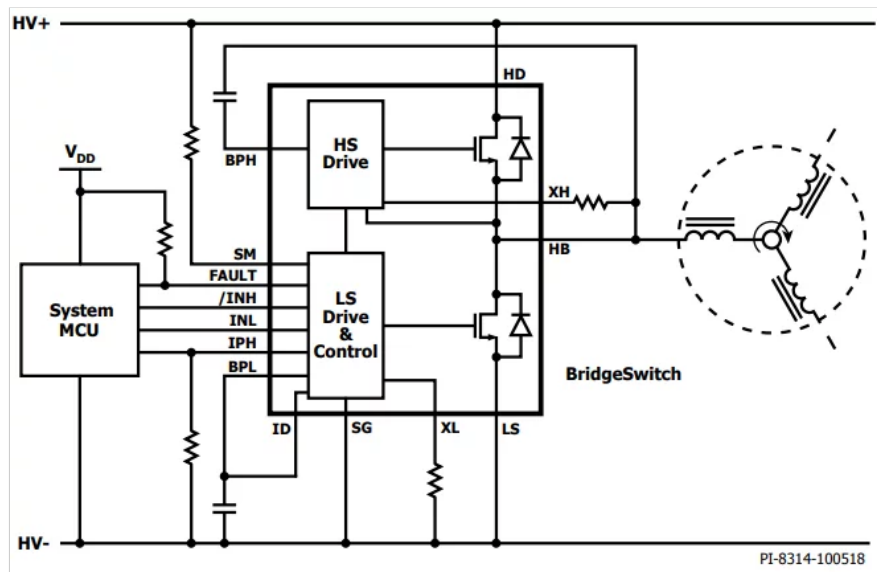 HV+
HD
BPH
HS
Drive
V_DD
XH
HB
SM
FAULT
/INH
INL
IPH
BPL
System
MCU
LS
Drive
&
Control
BridgeSwitch
ID
SG
XL
LS
HV-
PI-8314-100518